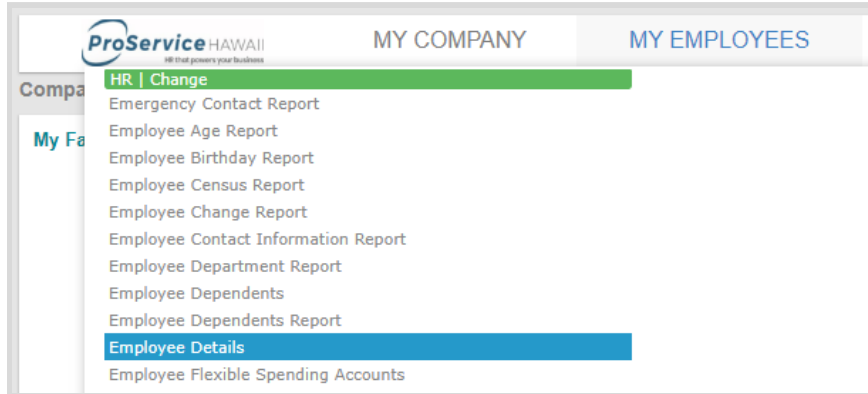 ProService HAWAII MY COMPANY MY EMPLOYEES
HR that powers your business
HR | Change
Compa
Emergency Contact Report
Employee Age Report
My Fa
Employee Birthday Report
Employee Census Report
Employee Change Report
Employee Contact Information Report
Employee Department Report
Employee Dependents
Employee Dependents Report
Employee Details
Employee Flexible Spending Accounts